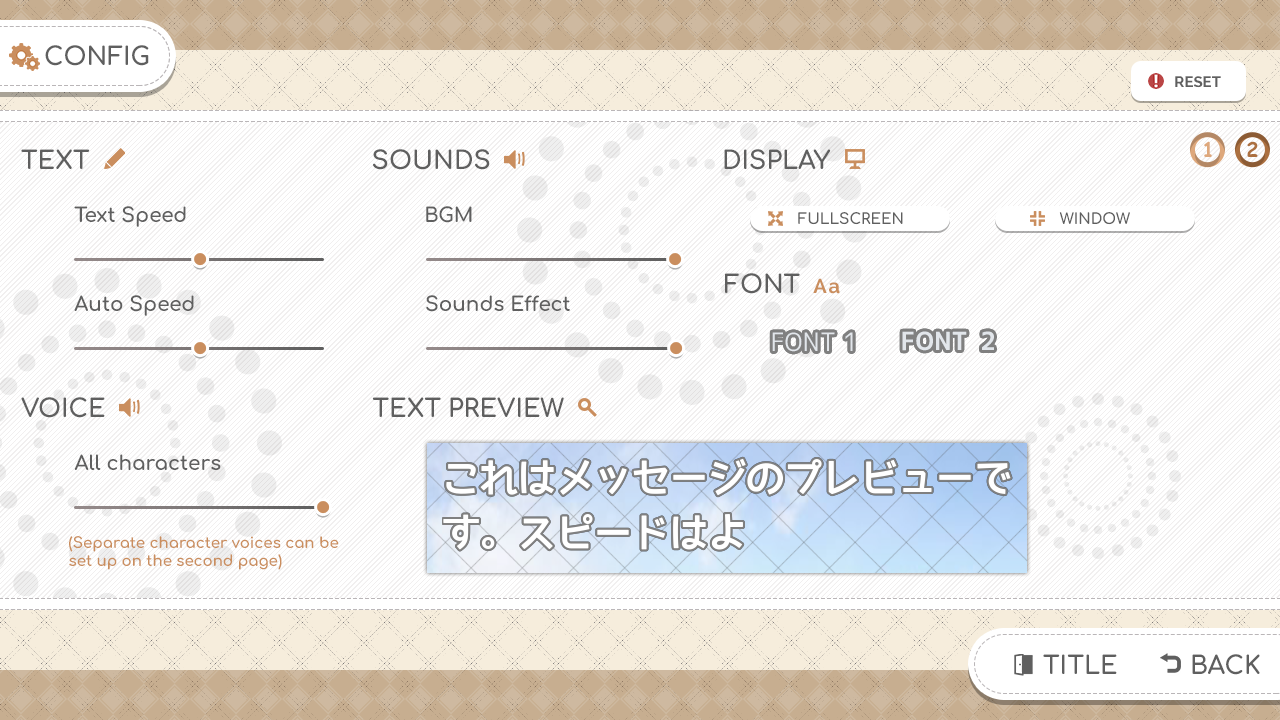 CONFIG
RESET
TEXT
SOUNDS
DISPLAY
1
2
Text Speed
BGM
FULLSCREEN
WINDOW
FONT Aa
Auto Speed
Sounds Effect
FONT 1
FONT 2
VOICE
TEXT PREVIEW
All characters
これはメッセージのプレビューで
す。スピードはよ
(Separate character voices can be
set up on the second page)
TITLE
BACK